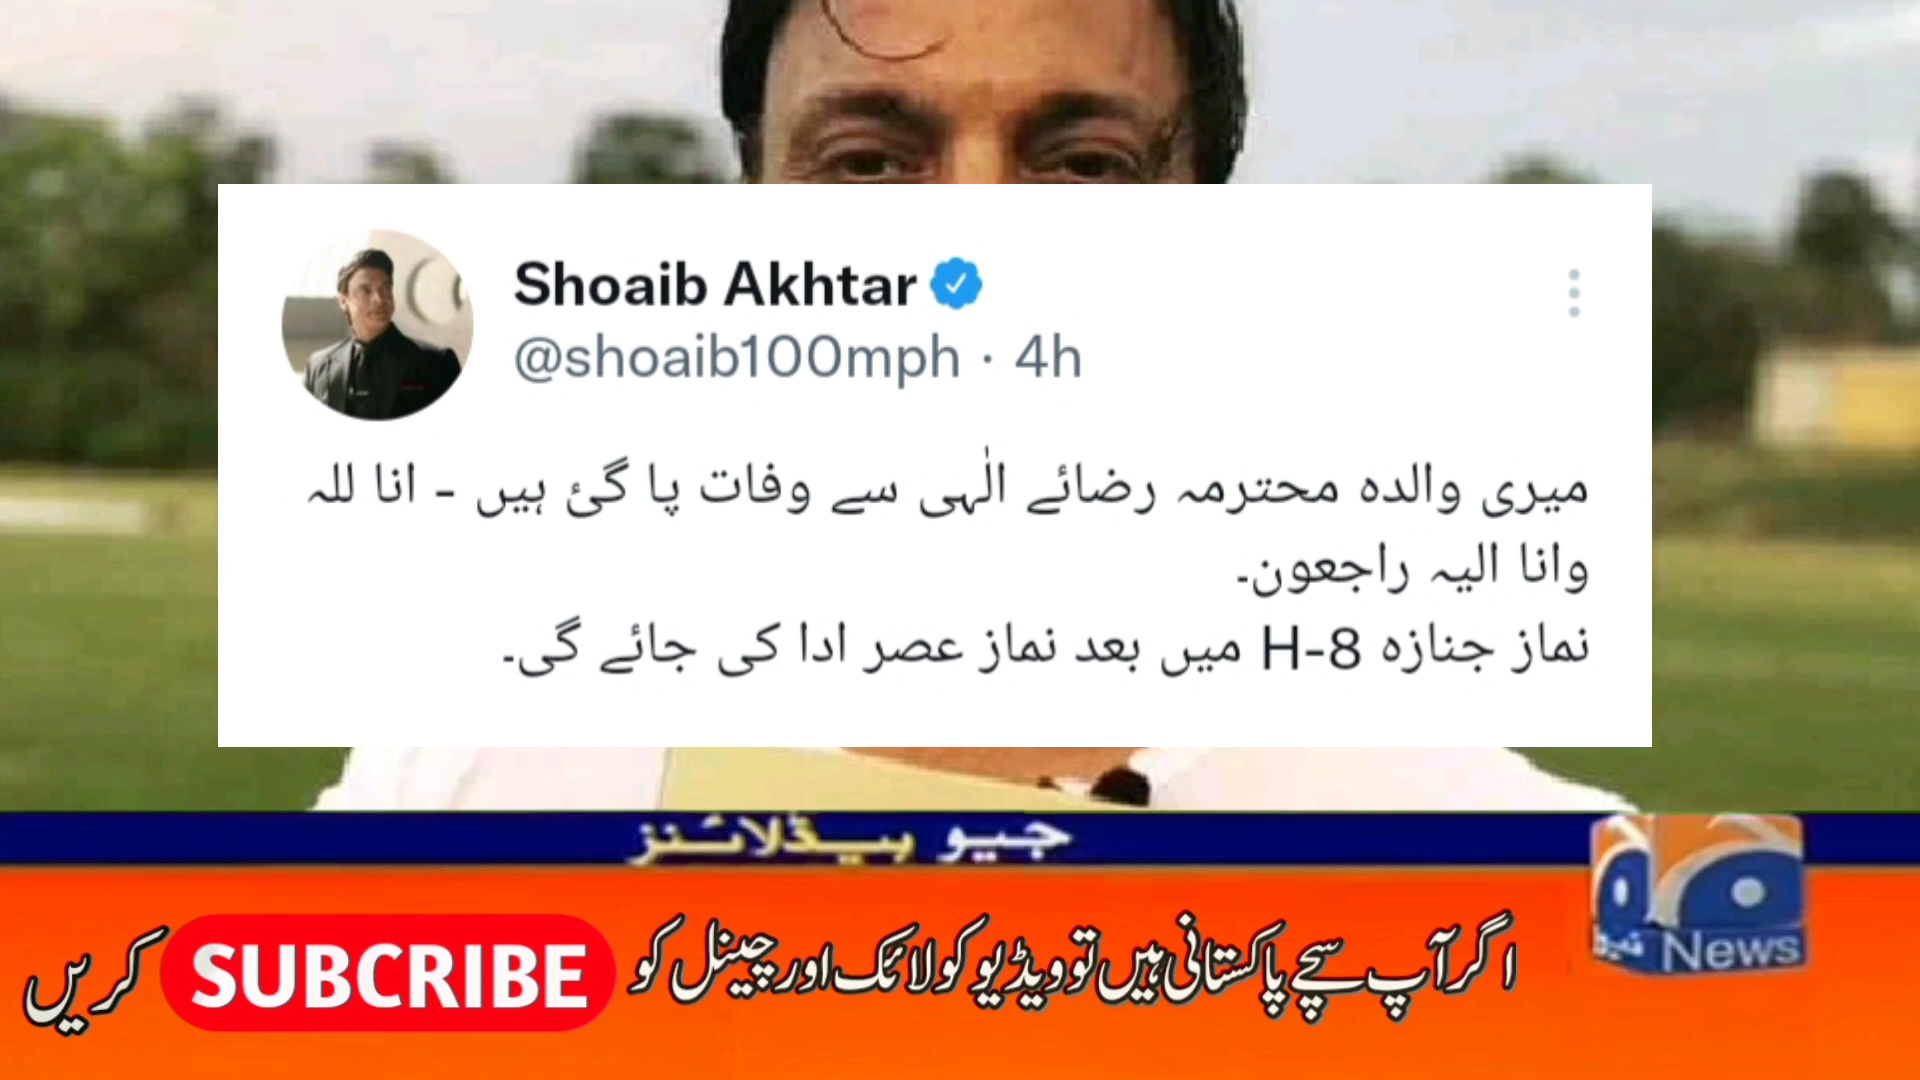 Shoaib Akhtar
@shoaib100mph · 4h
میری والدہ محترمہ رضائے الٰہی سے وفات پا گئ ہیں - انا للہ
وانا الیہ راجعون۔
نماز جنازہ H-8 میں بعد نماز عصر ادا کی جائے گی۔
جیو ہیڈلائنز
نیوز News
اگر آپ سچے پاکستانی ہیں تو ویڈیو کو لائک اور چینل کو SUBCRIBE کریں